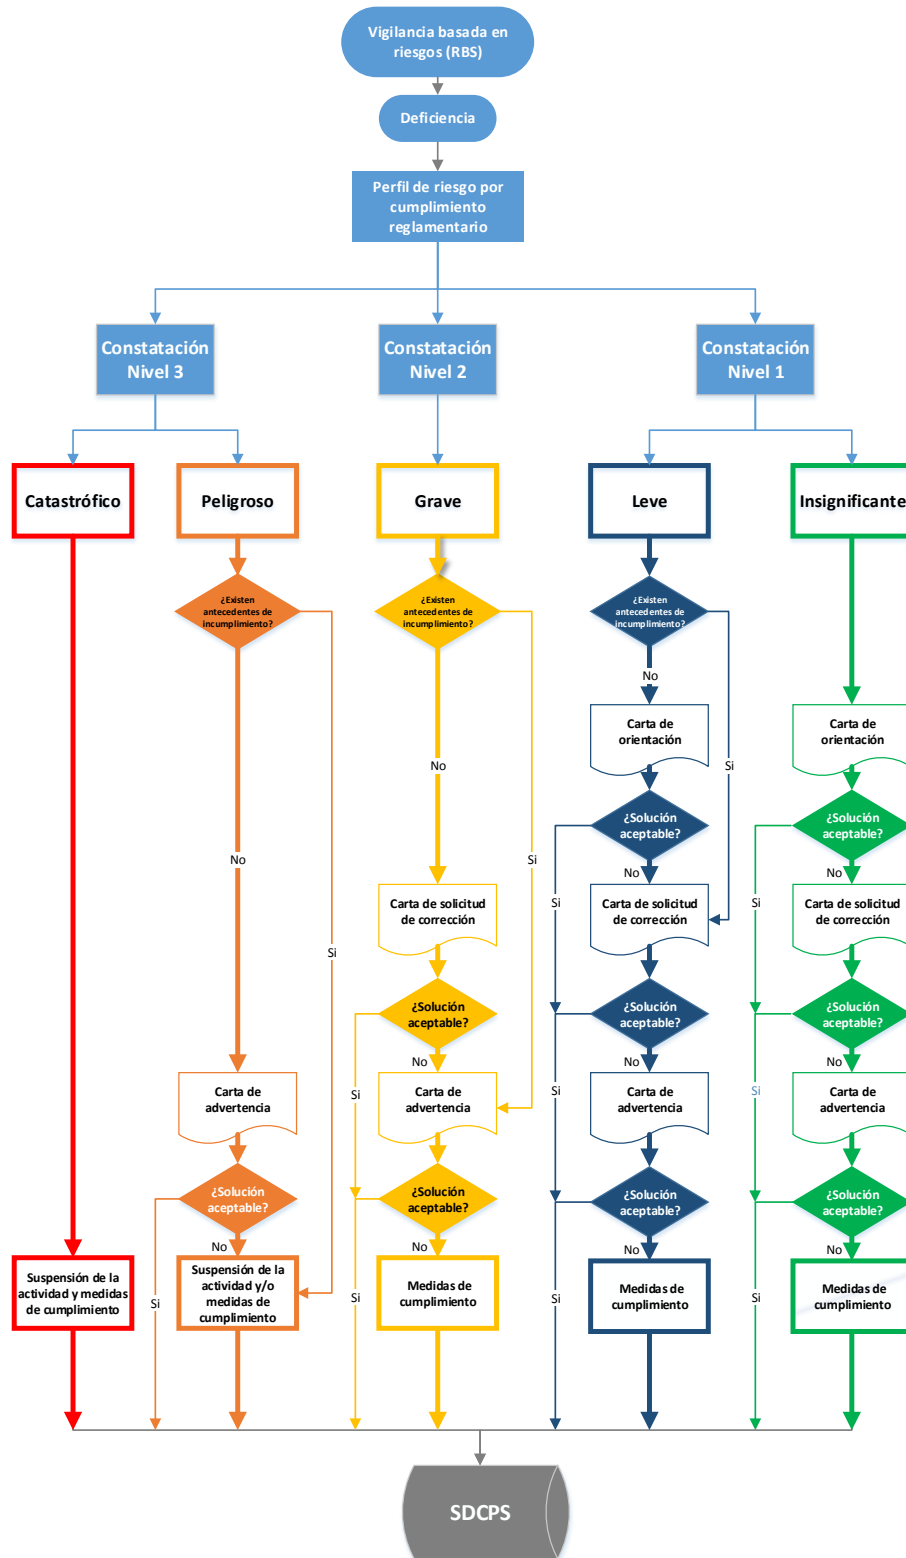 Vigilancia basada en
riesgos (RBS)
Deficiencia
Perfil de riesgo por
cumplimiento
reglamentario
Constatación
Nivel 3
Constatación
Nivel 2
Constatación
Nivel 1
Catastrófico
Peligroso
Grave
Leve
Insignificante
¿Existen
antecedentes de
incumplimiento?
¿Existen
antecedentes de
incumplimiento?
¿Existen
antecedentes de
incumplimiento?
No
Carta de
orientación
Carta de
orientación
No
Si
¿Solución
aceptable?
¿Solución
aceptable?
No
Si
No
No
Carta de solicitud
de corrección
Carta de solicitud
de corrección
Carta de solicitud
de corrección
Si
Si
Si
¿Solución
aceptable?
¿Solución
aceptable?
¿Solución
aceptable?
No
No
No
Carta de
advertencia
Carta de
advertencia
Carta de
advertencia
Carta de
advertencia
Si
Si
Si
¿Solución
aceptable?
¿Solución
aceptable?
¿Solución
aceptable?
¿Solución
aceptable?
No
No
No
No
Suspensión de la
actividad y medidas
de cumplimiento
Suspensión de la
actividad y/o
medidas de
cumplimiento
Medidas de
cumplimiento
Medidas de
cumplimiento
Medidas de
cumplimiento
Si
Si
Si
Si
SDCPS